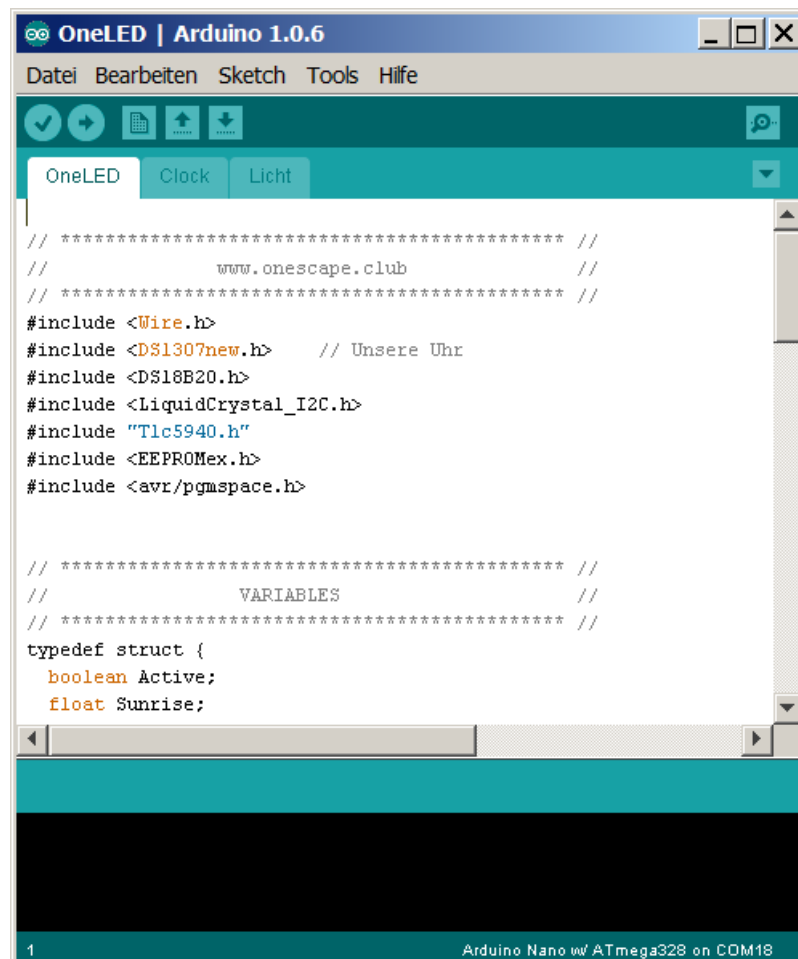 OneLED | Arduino 1.0.6
Datei Bearbeiten Sketch Tools Hilfe
OneLED Clock Licht
// ********************************************* //
// www.onescape.club //
// ********************************************* //
#include <Wire.h>
#include <DS1307new.h> // Unsere Uhr
#include <DS18B20.h>
#include <LiquidCrystal_I2C.h>
#include "Tlc5940.h"
#include <EEPROMex.h>
#include <avr/pgmspace.h>
// ********************************************* //
// VARIABLES //
// ********************************************* //
typedef struct {
boolean Active;
float Sunrise;
1 Arduino Nano w/ ATmega328 on COM18